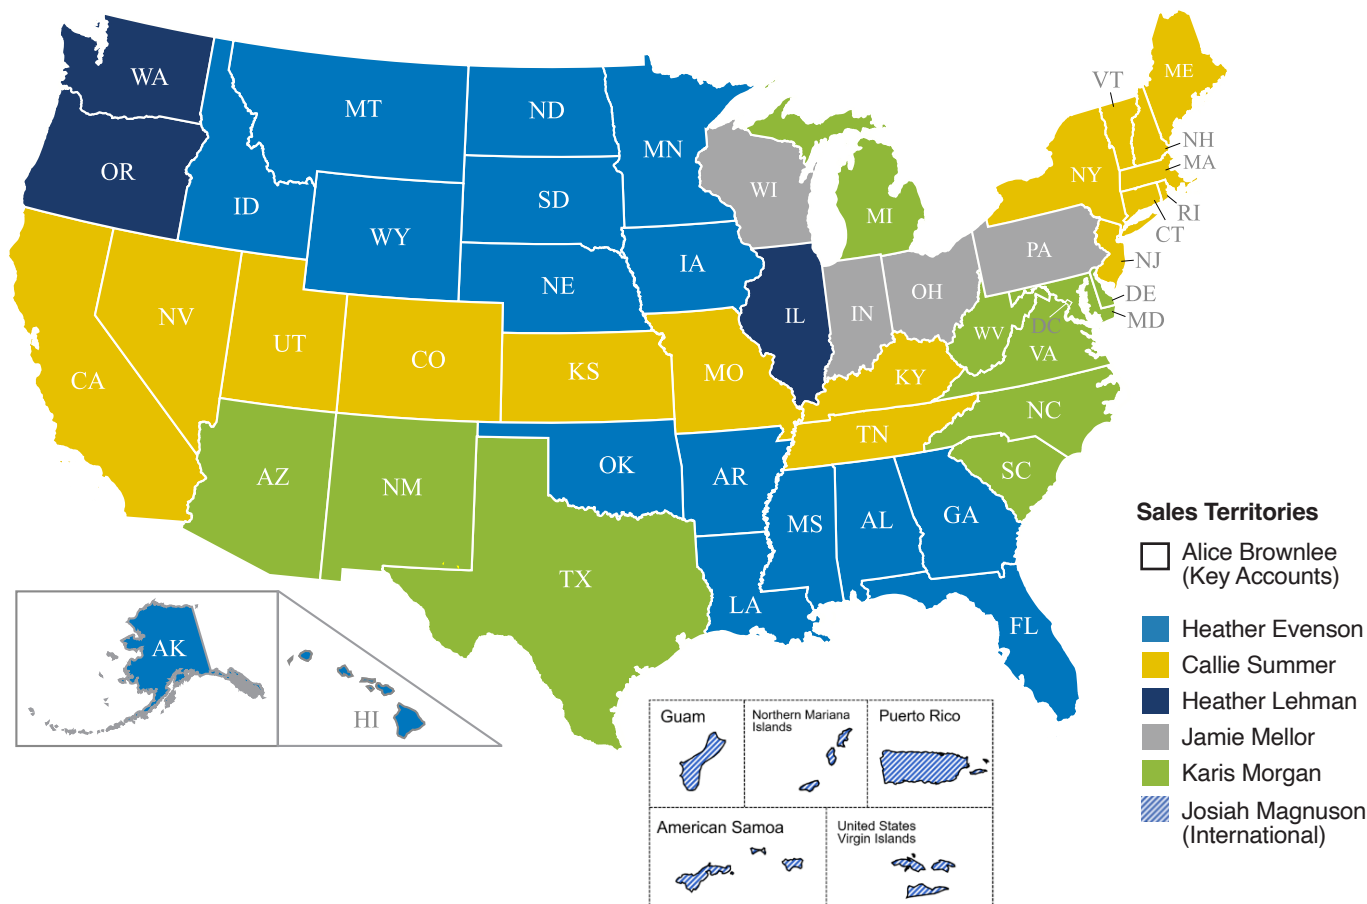 WA
MT
ND
MN
OR
ID
SD
WY
WI
MI
VT
ME
NH
MA
NY
RI
CT
IA
NE
PA
NJ
OH
IN
IL
DE
MD
DC
WV
VA
NV
UT
CO
KS
MO
KY
CA
NC
TN
AZ
NM
OK
AR
SC
MS
AL
GA
TX
LA
FL
AK
HI
Sales Territories
Alice Brownlee
(Key Accounts)
Heather Evenson
Callie Summer
Heather Lehman
Jamie Mellor
Karis Morgan
Josiah Magnuson
(International)
Guam
Northern Mariana
Islands
Puerto Rico
American Samoa
United States
Virgin Islands